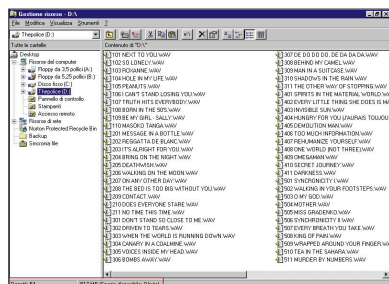 Gestione risorse - D:\
File Modifica Visualizza Strumenti ?
Thepolice (D:)
Tutte le cartelle
Contenuto di "D:\"
Desktop
Risorse del computer
Floppy da 3,5 pollici (A:)
Floppy da 5,25 pollici (B:)
Disco fisso (C:)
Thepolice (D:)
Pannello di controllo
Stampanti
Accesso remoto
Risorse di rete
Norton Protected Recycle Bin
Backup
Sincronia file
101 NEXT TO YOU.WAV
102 SO LONELY.WAV
103 ROXANNE.WAV
104 HOLE IN MY LIFE.WAV
105 PEANUTS.WAV
106 I CAN'T STAND LOSING YOU.WAV
107 TRUTH HITS EVERYBODY.WAV
108 BORN IN THE 50'S.WAV
109 BE MY GIRL - SALLY.WAV
110 MASOKO TANGA.WAV
201 MESSAGE IN A BOTTLE.WAV
202 REGGATTA DE BLANC.WAV
203 IT'S ALRIGHT FOR YOU.WAV
204 BRING ON THE NIGHT.WAV
205 DEATHWISH.WAV
206 WALKING ON THE MOON.WAV
207 ON ANY OTHER DAY.WAV
208 THE BED IS TOO BIG WITHOUT YOU.WAV
209 CONTACT.WAV
210 DOES EVERYONE STARE.WAV
211 NO TIME THIS TIME.WAV
301 DON'T STAND SO CLOSE TO ME.WAV
302 DRIVEN TO TEARS.WAV
303 WHEN THE WORLD IS RUNNING DOWN.WAV
304 CANARY IN A COALMINE.WAV
305 VOICES INSIDE MY HEAD.WAV
306 BOMBS AWAY.WAV
307 DE DO DO DO, DE DA DA DA.WAV
308 BEHIND MY CAMEL.WAV
309 MAN IN A SUITCASE.WAV
310 SHADOWS IN THE RAIN.WAV
311 THE OTHER WAY OF STOPPING.WAV
401 SPIRITS IN THE MATERIAL WORLD.WAV
402 EVERY LITTLE THING SHE DOES IS MA
403 INVISIBLE SUN.WAV
404 HUNGRY FOR YOU (J'AURAIS TOUJOU
405 DEMOLITION MAN.WAV
406 TOO MUCH INFORMATION.WAV
407 REHUMANIZE YOURSELF.WAV
408 ONE WORLD (NOT THREE).WAV
409 OMEGAMAN.WAV
410 SECRET JOURNEY.WAV
411 DARKNESS.WAV
501 SYNCHRONICITY I.WAV
502 WALKING IN YOUR FOOTSTEPS.WAV
503 O MY GOD.WAV
504 MOTHER.WAV
505 MISS GRADENKO.WAV
506 SYNCHRONICITY II.WAV
507 EVERY BREATH YOU TAKE.WAV
508 KING OF PAIN.WAV
509 WRAPPED AROUND YOUR FINGER.WA
510 TEA IN THE SAHARA.WAV
511 MURDER BY NUMBERS.WAV